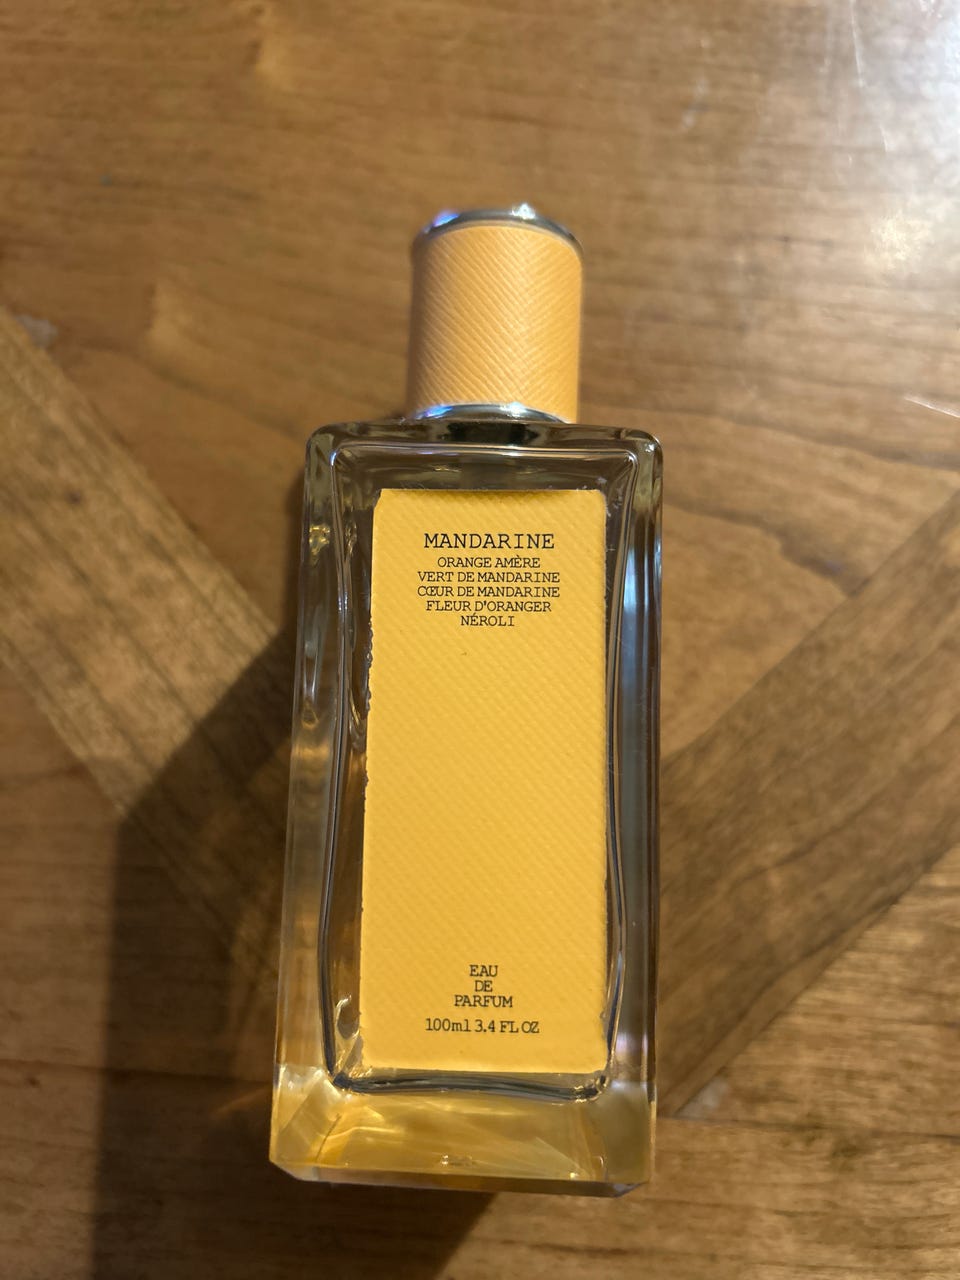 MANDARINE
ORANGE AMÈRE
VERT DE MANDARINE
CŒUR DE MANDARINE
FLEUR D'ORANGER
NÉROLI
EAU
DE
PARFUM
100ml 3.4 FL OZ